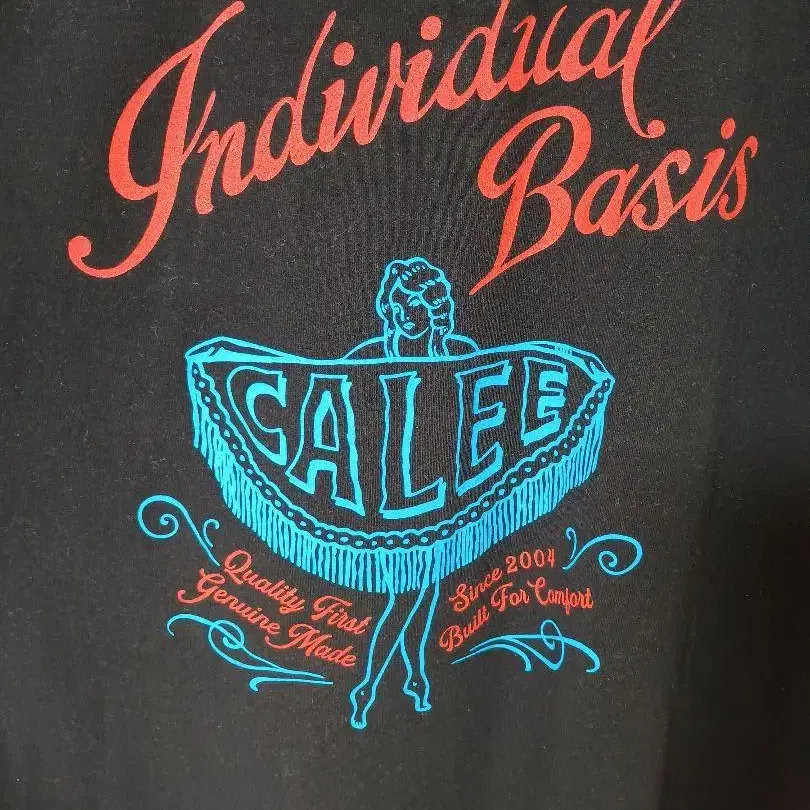 Individual
Basis
CALEE
Quality First
Genuine Made
Since 2004
Built For Comfort